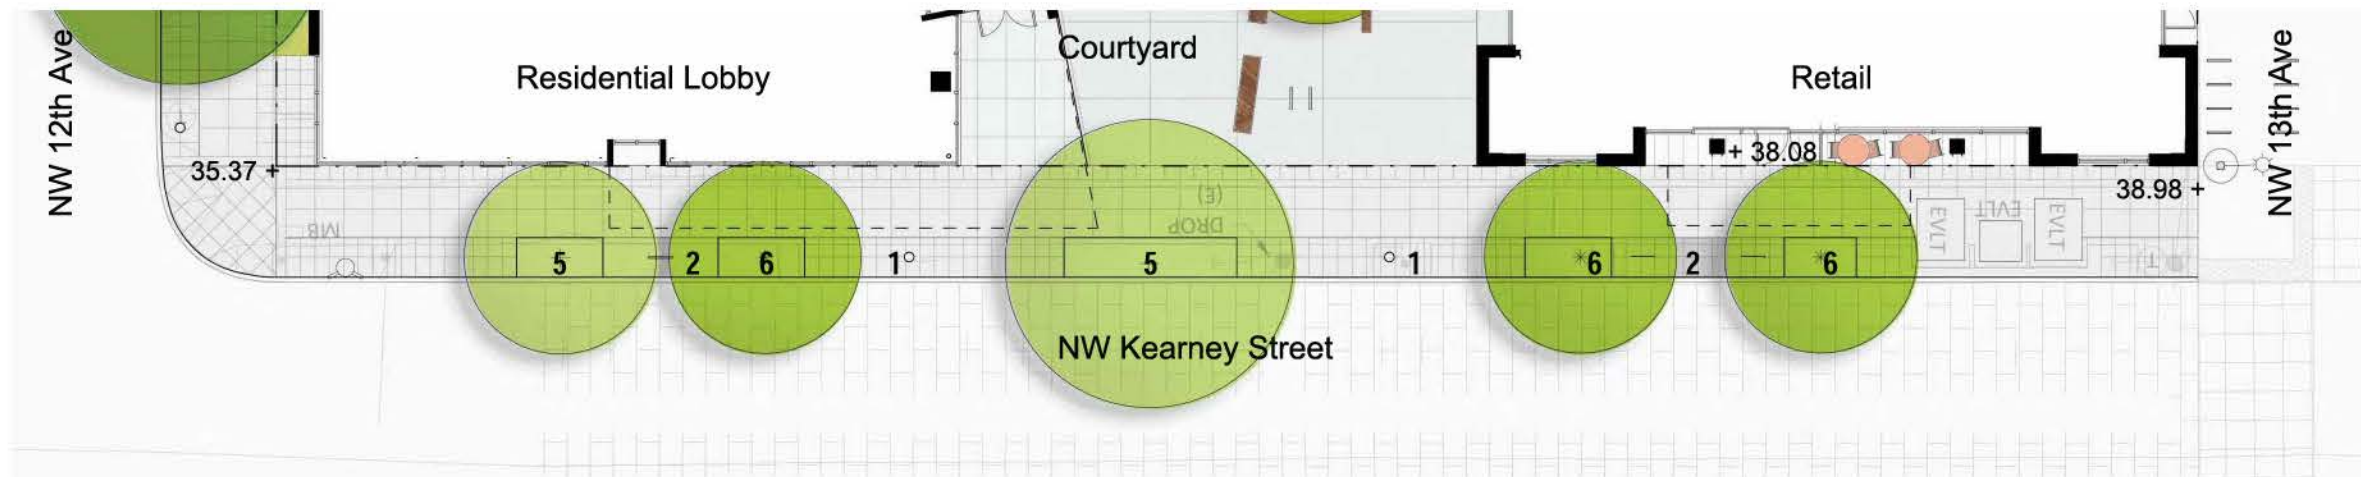 NW 12th Ave
Residential Lobby
Courtyard
Retail
NW 13th Ave
35.37 +
+ 38.08
38.98 +
(E)
DROP
MB
EVLT
EVLT
EVLT
5
2
6
1
5
1
6
2
6
T
NW Kearney Street